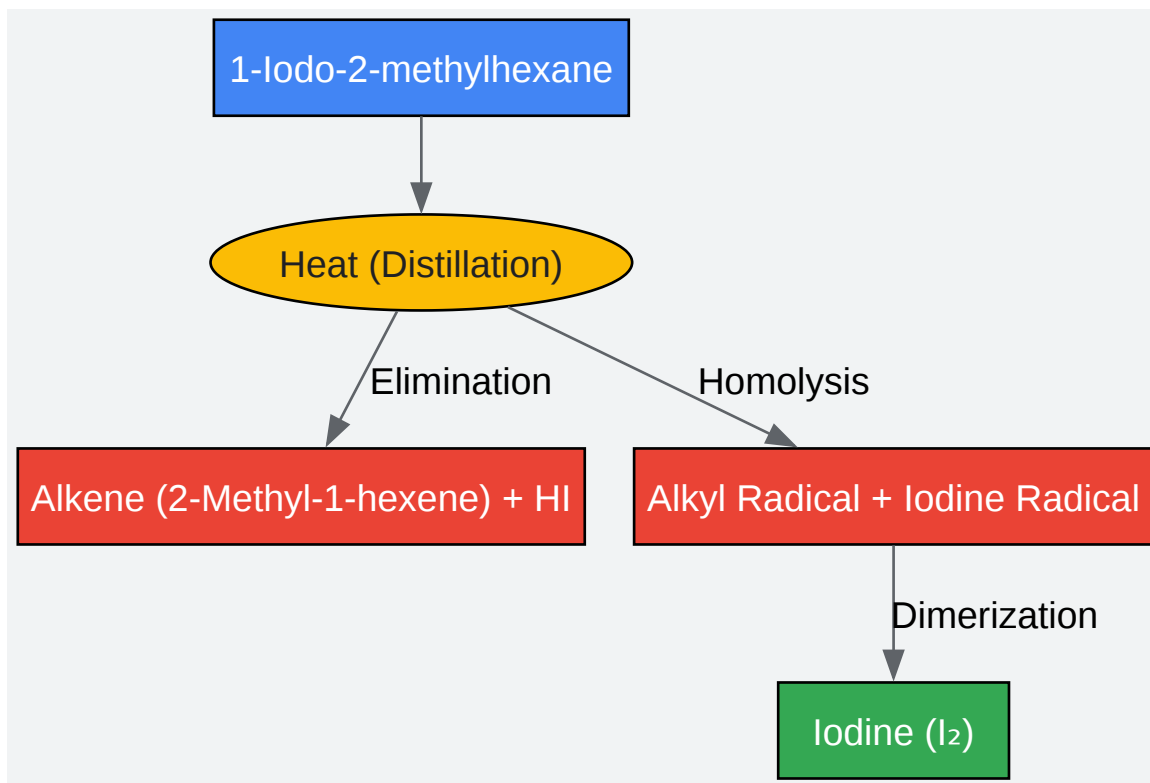 1-Iodo-2-methylhexane
Heat (Distillation)
Elimination
Homolysis
Alkene (2-Methyl-1-hexene) + HI
Alkyl Radical + Iodine Radical
Dimerization
Iodine (I₂)